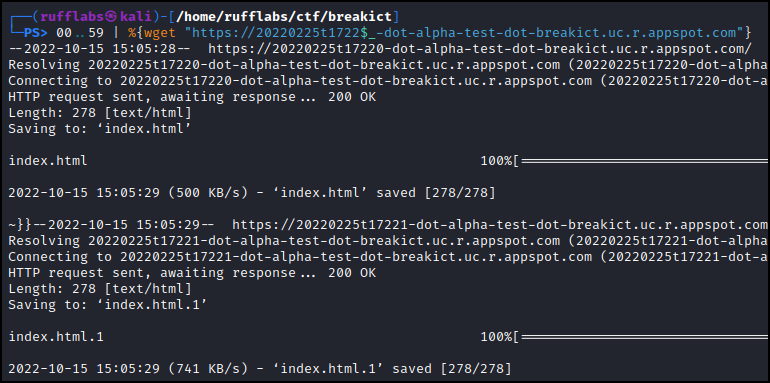 ┌──(rufflabs㉿kali)-[/home/rufflabs/ctf/breakict]
└─PS> 00..59 | %{wget "https://20220225t1722$_-dot-alpha-test-dot-breakict.uc.r.appspot.com"}
--2022-10-15 15:05:28--  https://20220225t17220-dot-alpha-test-dot-breakict.uc.r.appspot.com/
Resolving 20220225t17220-dot-alpha-test-dot-breakict.uc.r.appspot.com (20220225t17220-dot-alpha
Connecting to 20220225t17220-dot-alpha-test-dot-breakict.uc.r.appspot.com (20220225t17220-dot-a
HTTP request sent, awaiting response... 200 OK
Length: 278 [text/html]
Saving to: ‘index.html’
index.html 100%[==============================
2022-10-15 15:05:29 (500 KB/s) - ‘index.html’ saved [278/278]
~}}--2022-10-15 15:05:29--  https://20220225t17221-dot-alpha-test-dot-breakict.uc.r.appspot.com
Resolving 20220225t17221-dot-alpha-test-dot-breakict.uc.r.appspot.com (20220225t17221-dot-alpha
Connecting to 20220225t17221-dot-alpha-test-dot-breakict.uc.r.appspot.com (20220225t17221-dot-a
HTTP request sent, awaiting response... 200 OK
Length: 278 [text/html]
Saving to: ‘index.html.1’
index.html.1 100%[==============================
2022-10-15 15:05:29 (741 KB/s) - ‘index.html.1’ saved [278/278]